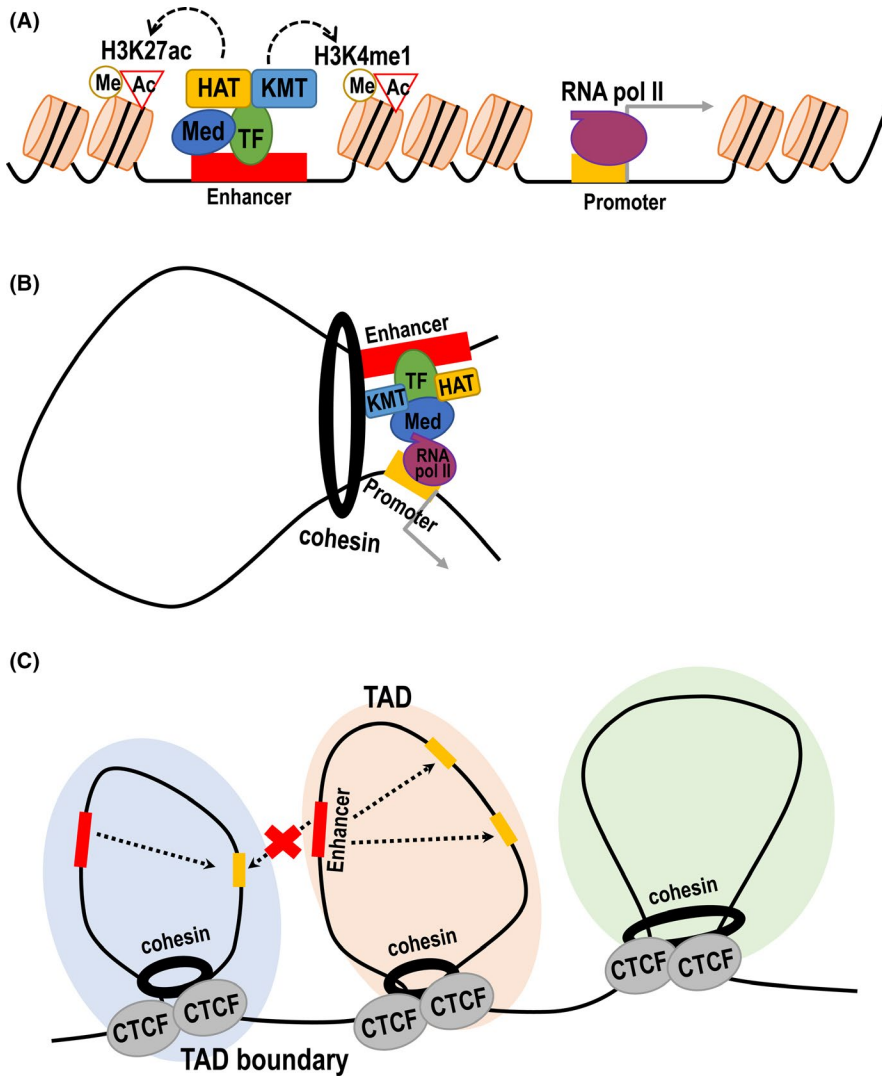 (A)
H3K27ac
H3K4me1
Me
Ac
HAT
KMT
Me
Ac
RNA pol II
Med
TF
Enhancer
Promoter
(B)
Enhancer
TF
KMT
HAT
Med
RNA
pol II
Promoter
cohesin
(C)
TAD
Enhancer
cohesin
cohesin
cohesin
CTCF
CTCF
CTCF
CTCF
CTCF
CTCF
TAD boundary